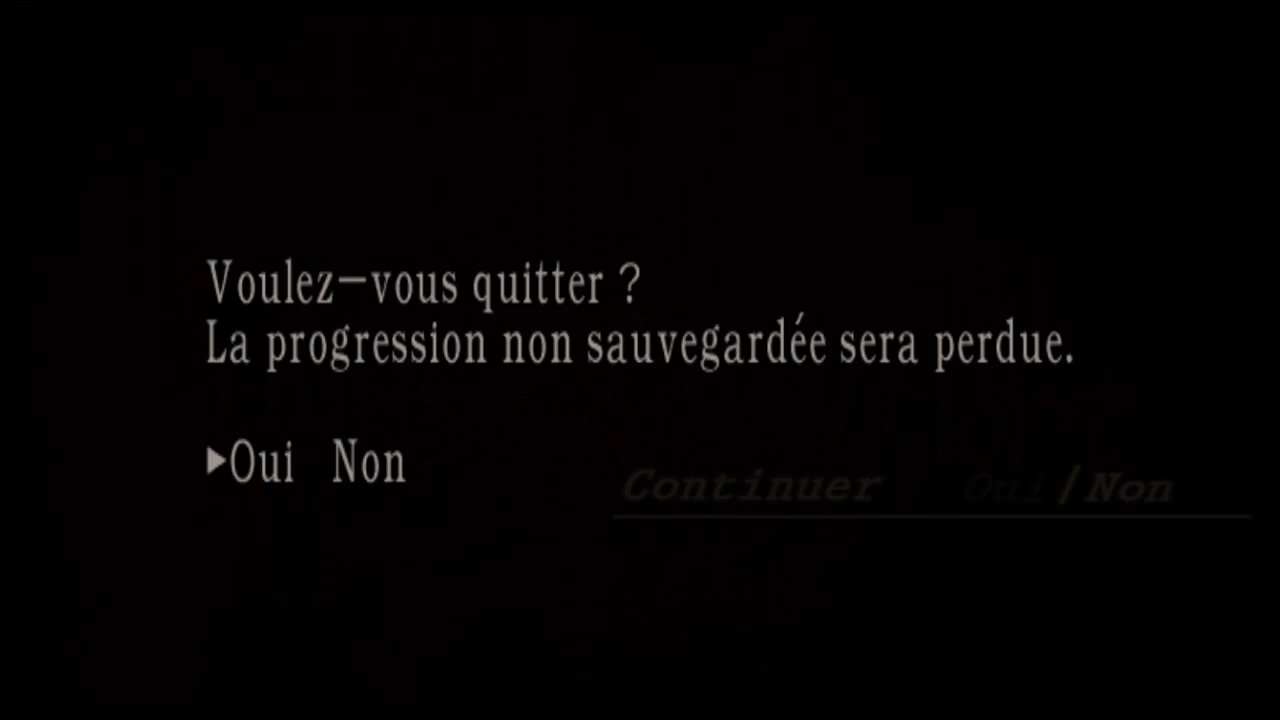 Voulez-vous quitter ?
La progression non sauvegardée sera perdue.
▶Oui Non
Continuer Oui/Non